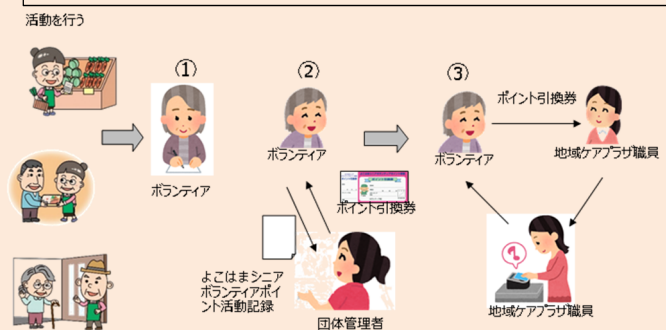 活動を行う
(1)
(2)
(3)
ポイント引換券
ボランティア
ボランティア
ボランティア
地域ケアプラザ職員
ポイント引換券
よこはまシニア
ボランティアポイ
ント活動記録
団体管理者
地域ケアプラザ職員